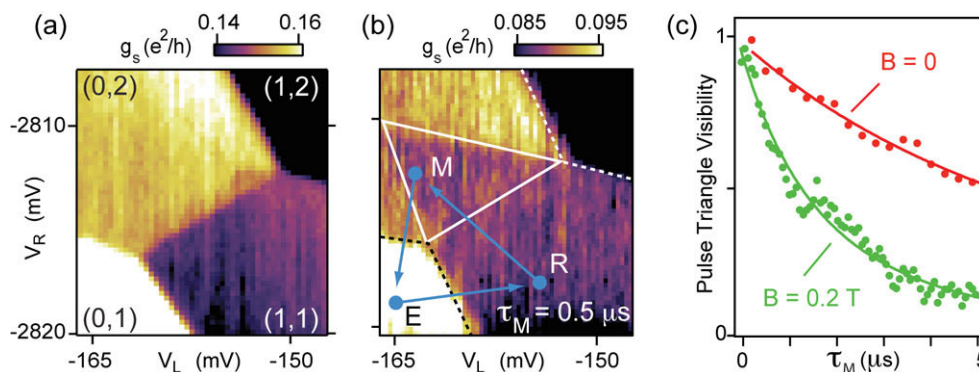 (a)
0.14 0.16
g_s (e²/h)
(0,2)
(1,2)
-2810
V_R (mV)
-2820
(0,1)
(1,1)
-165 V_L (mV) -150
(b)
0.085 0.095
g_s (e²/h)
M
R
E
τ_M = 0.5 μs
-165 V_L (mV) -150
(c)
1
B = 0
Pulse Triangle Visibility
B = 0.2 T
0
0 τ_M (μs) 5